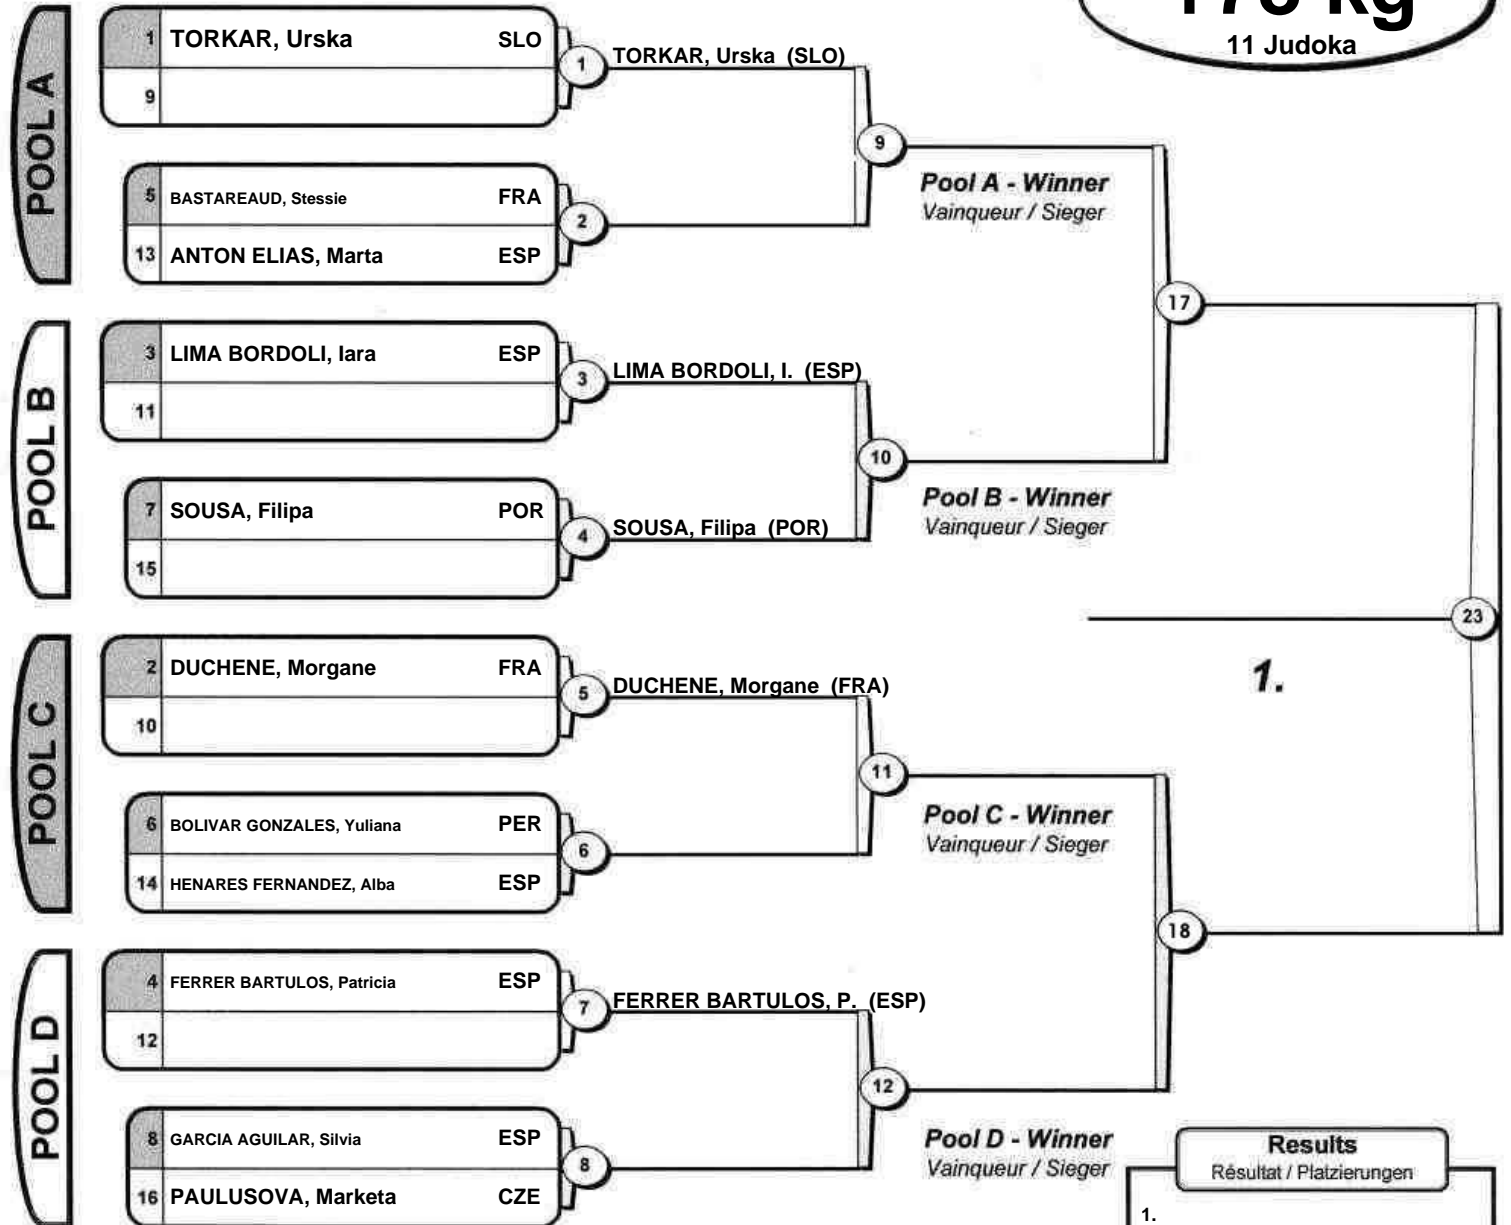 +78 kg
11 Judoka
POOL A
1 TORKAR, Urska SLO
9
1 TORKAR, Urska (SLO)
5 BASTAREAUD, Stessie FRA
13 ANTON ELIAS, Marta ESP
2
9
Pool A - Winner
Vainqueur / Sieger
POOL B
3 LIMA BORDOLI, Iara ESP
11
3 LIMA BORDOLI, I. (ESP)
7 SOUSA, Filipa POR
15
4 SOUSA, Filipa (POR)
10
Pool B - Winner
Vainqueur / Sieger
17
POOL C
2 DUCHENE, Morgane FRA
10
5 DUCHENE, Morgane (FRA)
6 BOLIVAR GONZALES, Yuliana PER
14 HENARES FERNANDEZ, Alba ESP
6
11
Pool C - Winner
Vainqueur / Sieger
23
1.
POOL D
4 FERRER BARTULOS, Patricia ESP
12
7 FERRER BARTULOS, P. (ESP)
8 GARCIA AGUILAR, Silvia ESP
16 PAULUSOVA, Marketa CZE
8
12
Pool D - Winner
Vainqueur / Sieger
18
Results
Résultat / Platzierungen
1.